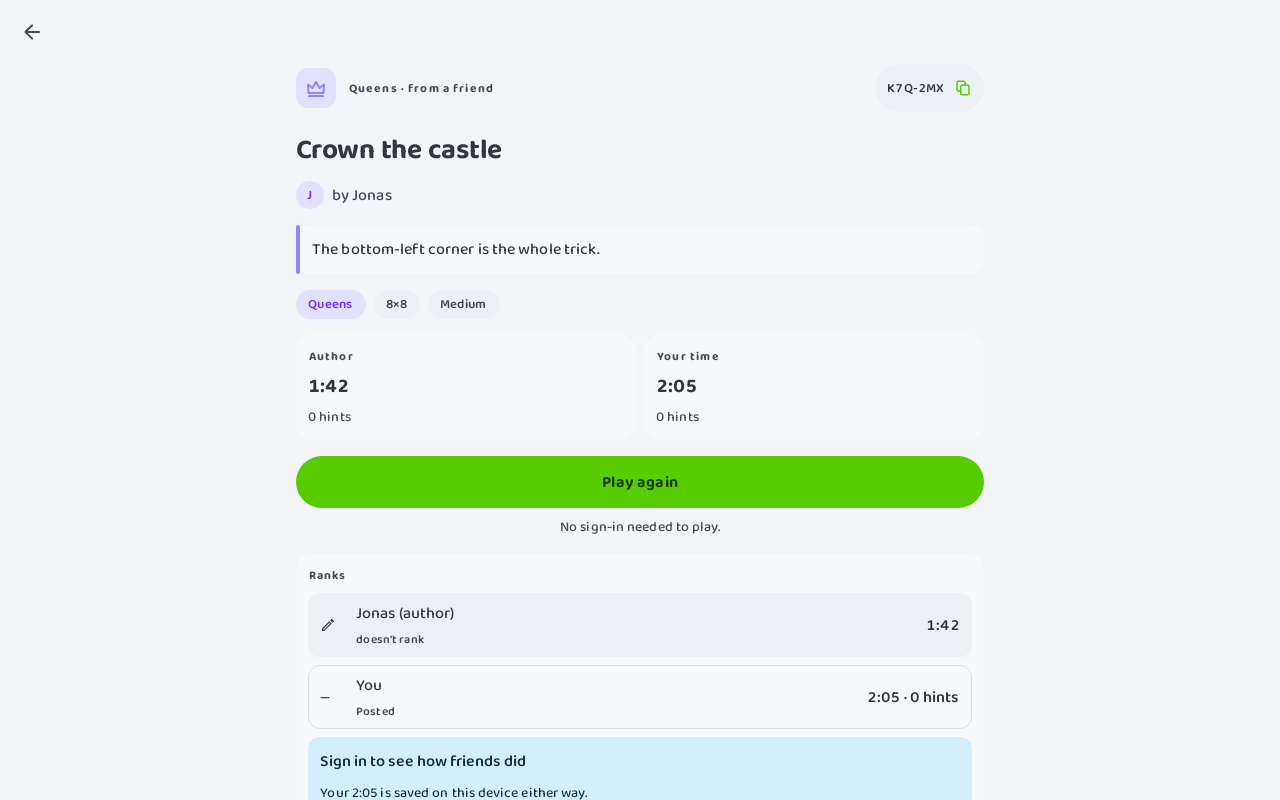 Queens · from a friend
K7Q-2MX
Crown the castle
J
by Jonas
The bottom-left corner is the whole trick.
Queens
8×8
Medium
Author
1:42
0 hints
Your time
2:05
0 hints
Play again
No sign-in needed to play.
Ranks
Jonas (author)
doesn't rank
1:42
–
You
Posted
2:05 · 0 hints
Sign in to see how friends did
Your 2:05 is saved on this device either way.